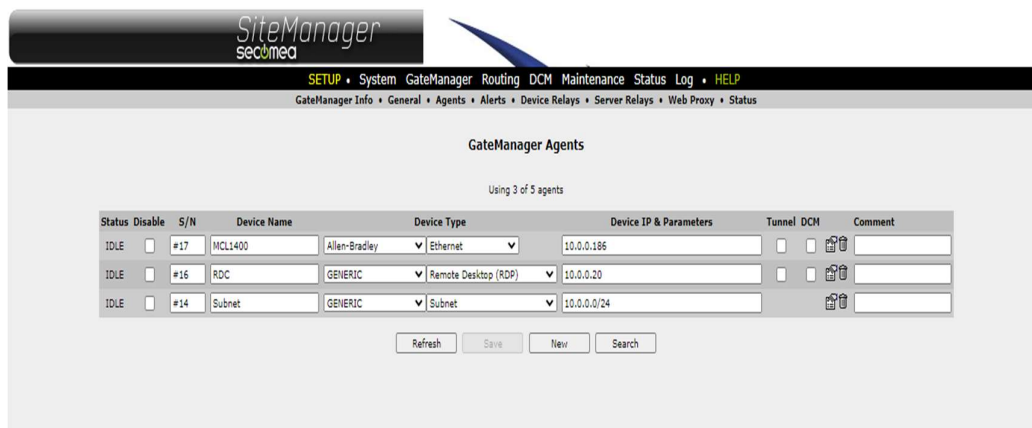 SiteManager
secomea
SETUP • System GateManager Routing DCM Maintenance Status Log • HELP
GateManager Info • General • Agents • Alerts • Device Relays • Server Relays • Web Proxy • Status
GateManager Agents
Using 3 of 5 agents
Status Disable S/N Device Name Device Type Device IP & Parameters Tunnel DCM Comment
IDLE #17 MCL1400 Allen-Bradley Ethernet 10.0.0.186
IDLE #16 RDC GENERIC Remote Desktop (RDP) 10.0.0.20
IDLE #14 Subnet GENERIC Subnet 10.0.0.0/24
Refresh Save New Search